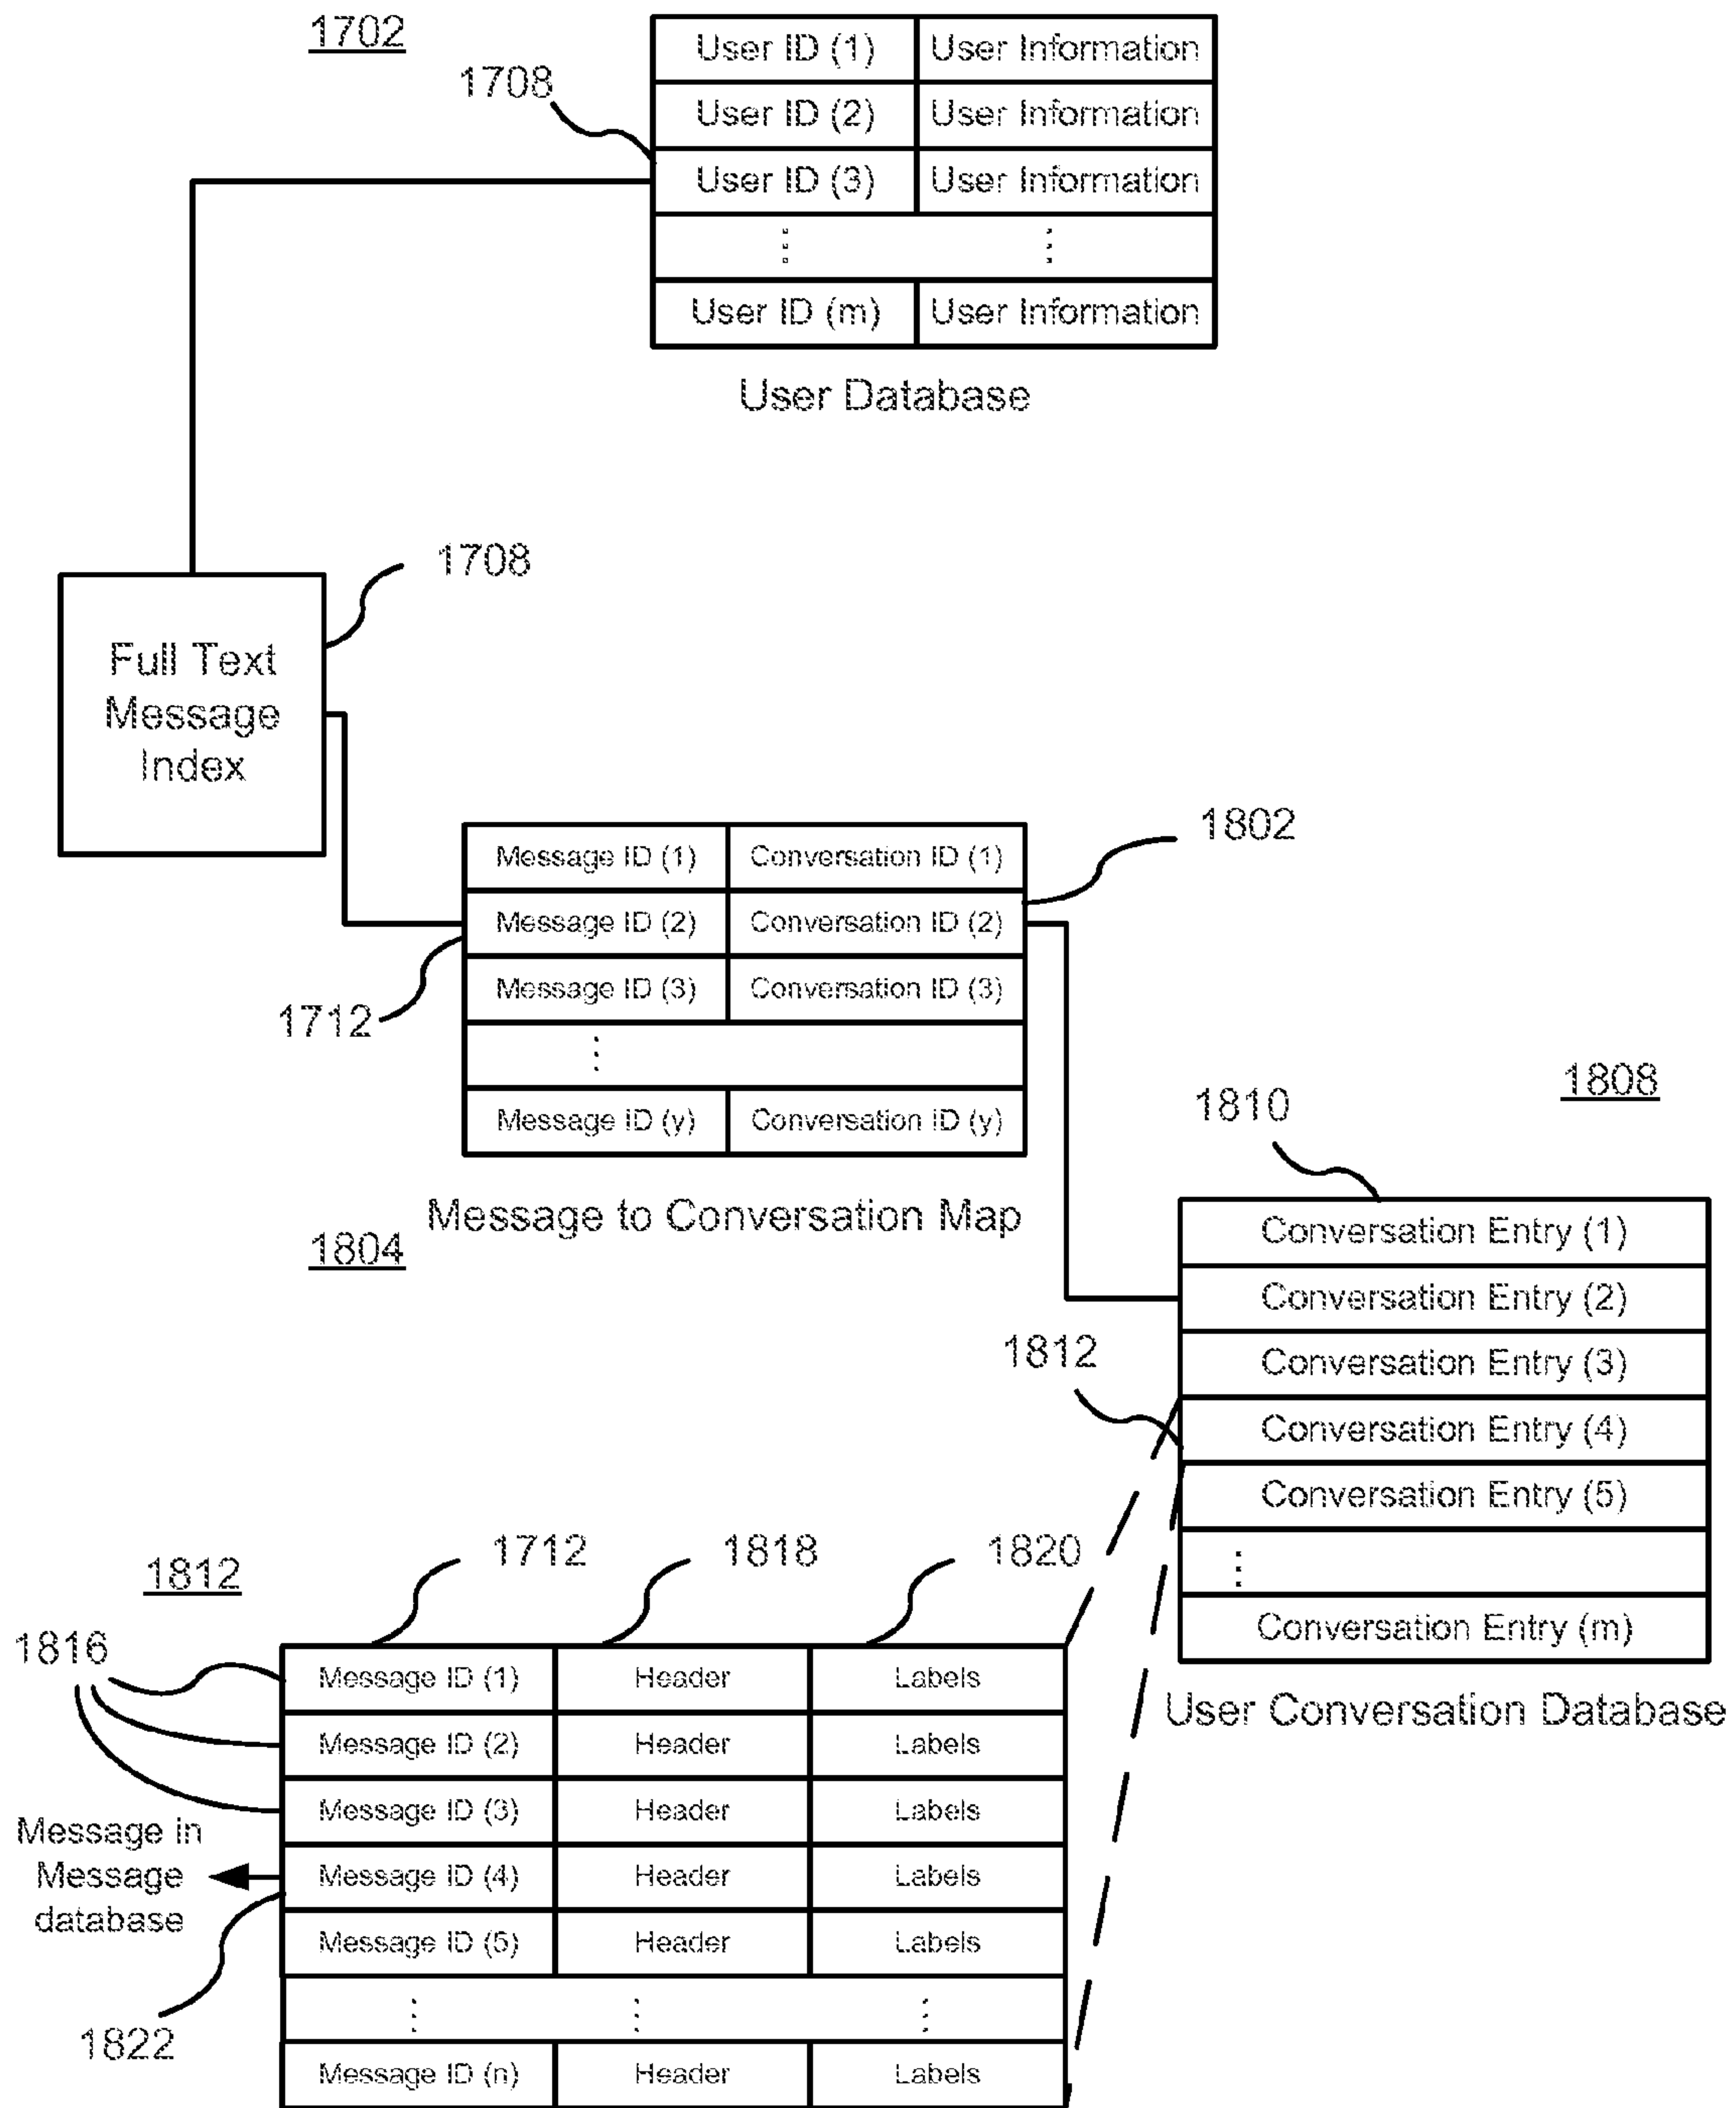 1702
1708
User ID (1) User Information
User ID (2) User Information
User ID (3) User Information
⋮ ⋮
User ID (m) User Information
User Database
1708
Full Text
Message
Index
1802
Message ID (1) Conversation ID (1)
Message ID (2) Conversation ID (2)
Message ID (3) Conversation ID (3)
⋮
Message ID (y) Conversation ID (y)
1712
Message to Conversation Map
1804
1808
1810
Conversation Entry (1)
Conversation Entry (2)
Conversation Entry (3)
Conversation Entry (4)
Conversation Entry (5)
⋮
Conversation Entry (m)
1812
User Conversation Database
1812
1712
1818
1820
1816
Message ID (1) Header Labels
Message ID (2) Header Labels
Message ID (3) Header Labels
Message ID (4) Header Labels
Message ID (5) Header Labels
⋮ ⋮ ⋮
Message ID (n) Header Labels
Message in
Message
database
1822